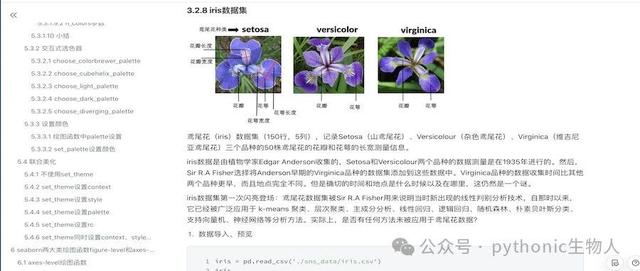 5.3.1.9.2 n_colors参数
5.3.1.10 小结
5.3.2 交互式选色器
5.3.2.1 choose_colorbrewer_palette
5.3.2.2 choose_cubehelix_palette
5.3.2.3 choose_light_palette
5.3.2.4 choose_dark_palette
5.3.2.5 choose_diverging_palette
5.3.3 设置颜色
5.3.3.1 绘图函数中palette设置
5.3.3.2 set_palette设置颜色
5.4 联合美化
5.4.1 不使用set_theme
5.4.2 set_theme设置context
5.4.3 set_theme设置style
5.4.4 set_theme设置palette
5.4.5 set_theme设置rc
5.4.6 set_theme同时设置context、style...
6 seaborn两大类绘图函数figure-level和axes-...
6.1 axes-level绘图函数
3.2.8 iris数据集
鸢尾花种类 setosa versicolor virginica
花瓣长度
花瓣宽度
花瓣 花萼 花萼长度 花瓣 花萼 花瓣 花萼
花萼宽度
鸢尾花（iris）数据集（150行，5列），记录Setosa（山鸢尾花）、Versicolour（杂色鸢尾花）、Virginica（维吉尼亚鸢尾花）三个品种的50株鸢尾花的花瓣和花萼的长宽测量信息。
iris数据是由植物学家Edgar Anderson收集的，Setosa和Versicolour两个品种的数据测量是在1935年进行的。然后，
Sir R.A Fisher选择将Anderson早期的Virginica品种的数据集添加到这些数据中。Virginica品种的数据收集时间比其他
两个品种更早，而且地点完全不同，但是确切的时间和地点是什么时候以及在哪里，这仍然是一个谜。
iris数据集第一次闪亮登场：鸢尾花数据集被Sir R.A Fisher用来说明当时新出现的线性判别分析技术，自那时以来，
它已经被广泛应用于 k-means 聚类、层次聚类、主成分分析、线性回归、逻辑回归、随机森林、朴素贝叶斯分类、
支持向量机、神经网络等分析方法。实际上，是否有任何方法未被应用于鸢尾花数据?
1. 数据导入、预览
1 iris = pd.read_csv('./sns_data/iris.csv')
2 iris
公众号 · pythonic生物人